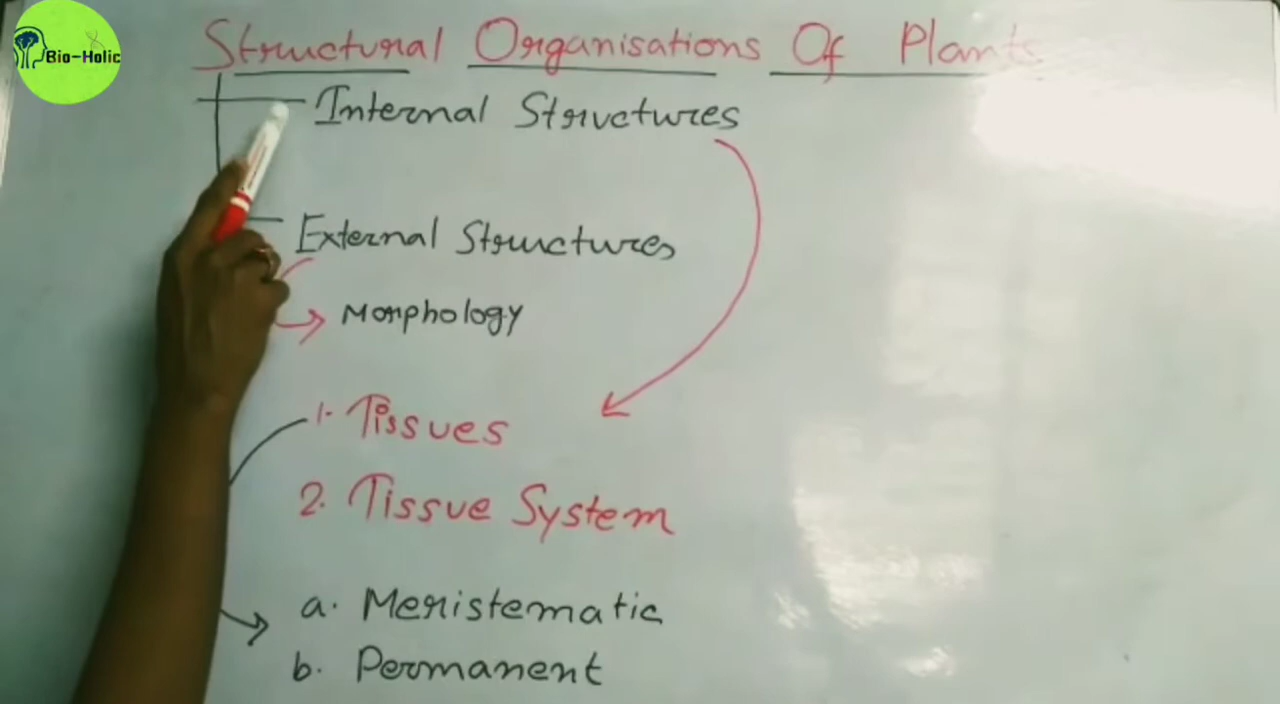 Bio-Holic
Structural Organisations Of Plants
Internal Structures
External Structures
Morphology
1. Tissues
2. Tissue System
a. Meristematic
b. Permanent